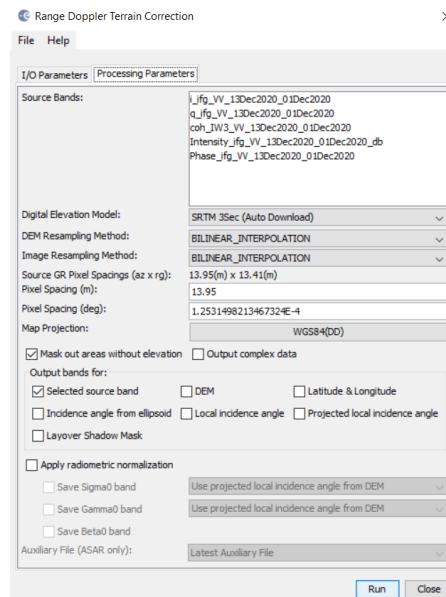 Range Doppler Terrain Correction
File Help
I/O Parameters Processing Parameters
Source Bands:
i_ifg_VV_13Dec2020_01Dec2020
q_ifg_VV_13Dec2020_01Dec2020
coh_IW3_VV_13Dec2020_01Dec2020
Intensity_ifg_VV_13Dec2020_01Dec2020_db
Phase_ifg_VV_13Dec2020_01Dec2020
Digital Elevation Model: SRTM 3Sec (Auto Download)
DEM Resampling Method: BILINEAR_INTERPOLATION
Image Resampling Method: BILINEAR_INTERPOLATION
Source GR Pixel Spacings (az x rg): 13.95(m) x 13.41(m)
Pixel Spacing (m): 13.95
Pixel Spacing (deg): 1.2531498213467324E-4
Map Projection: WGS84(DD)
Mask out areas without elevation Output complex data
Output bands for:
Selected source band DEM Latitude & Longitude
Incidence angle from ellipsoid Local incidence angle Projected local incidence angle
Layover Shadow Mask
Apply radiometric normalization
Save Sigma0 band Use projected local incidence angle from DEM
Save Gamma0 band Use projected local incidence angle from DEM
Save Beta0 band
Auxiliary File (ASAR only): Latest Auxiliary File
Run Close